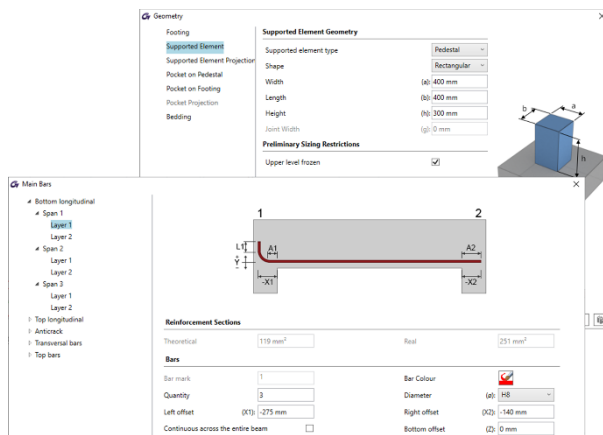 Geometry
Footing
Supported Element
Supported Element Projection
Pocket on Pedestal
Pocket on Footing
Pocket Projection
Bedding
Supported Element Geometry
Supported element type Pedestal
Shape Rectangular
Width (a): 400 mm
Length (b): 400 mm
Height (h): 300 mm
Joint Width (g): 0 mm
Preliminary Sizing Restrictions
Upper level frozen
b a
h
Main Bars
Bottom longitudinal
Span 1
Layer 1
Layer 2
Span 2
Layer 1
Layer 2
Span 3
Layer 1
Layer 2
Top longitudinal
Anticrack
Transversal bars
Top bars
1 2
L1 A1 A2
Y
-X1 -X2
Reinforcement Sections
Theoretical 119 mm² Real 251 mm²
Bars
Bar mark 1 Bar Colour
Quantity 3 Diameter (ø): H8
Left offset (X1): -275 mm Right offset (X2): -140 mm
Continuous across the entire beam Bottom offset (Z): 0 mm